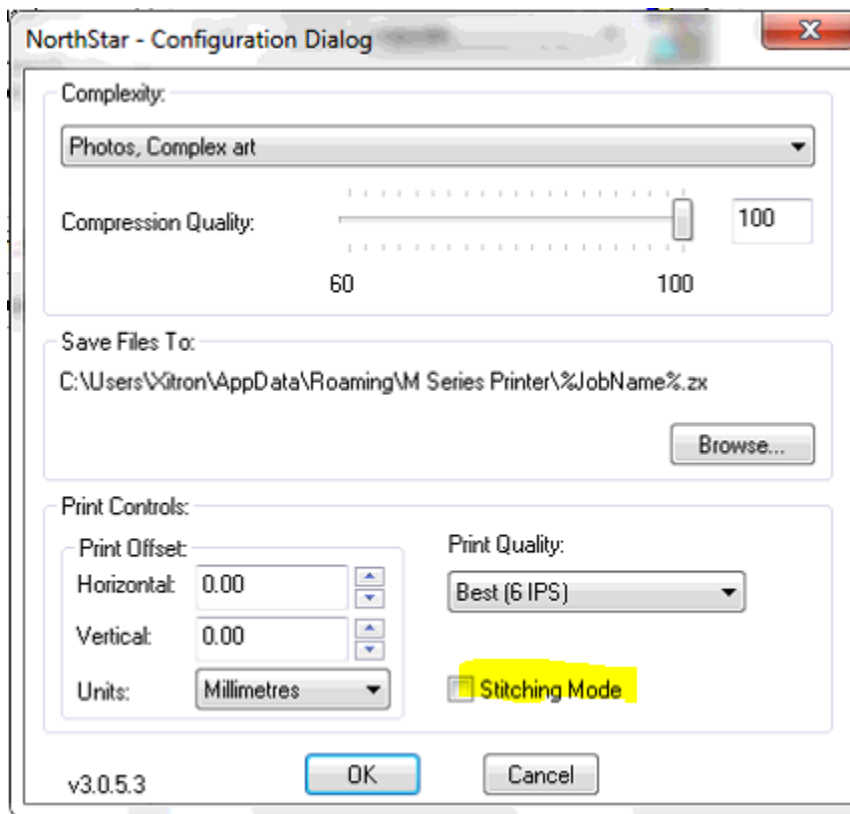 NorthStar - Configuration Dialog
Complexity:
Photos, Complex art
Compression Quality:
100
60
100
Save Files To:
C:\Users\Xitron\AppData\Roaming\M Series Printer\%JobName%.zx
Browse...
Print Controls:
Print Offset:
Horizontal:
0.00
Vertical:
0.00
Units:
Millimetres
Print Quality:
Best (6 IPS)
Stitching Mode
v3.0.5.3
OK
Cancel